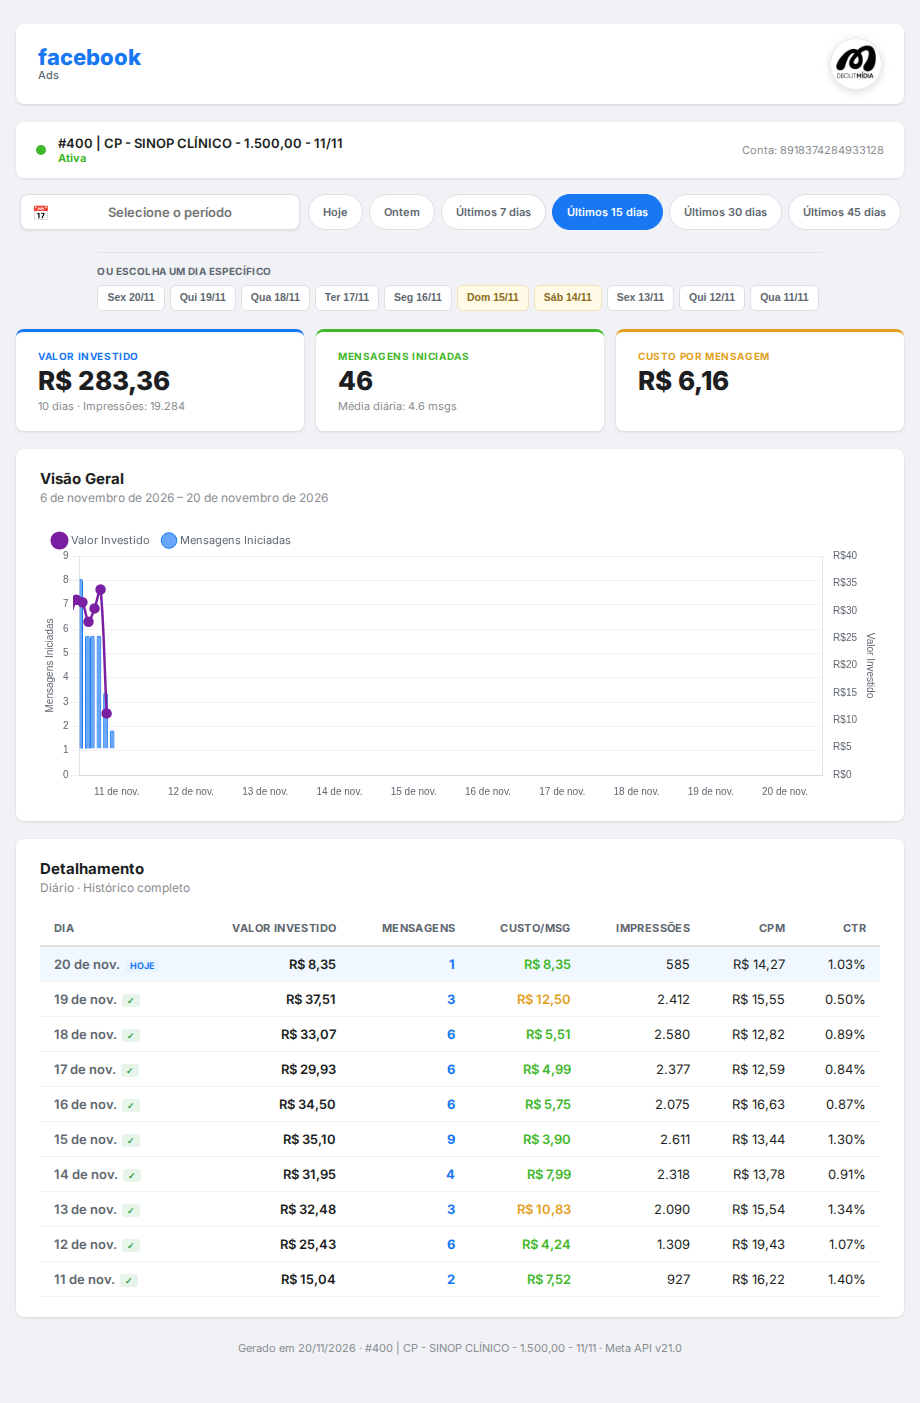 facebook
Ads
DBOUTMÍDIA
#400 | CP - SINOP CLÍNICO - 1.500,00 - 11/11
Ativa
Conta: 8918374284933128
Selecione o período
Hoje
Ontem
Últimos 7 dias
Últimos 15 dias
Últimos 30 dias
Últimos 45 dias
OU ESCOLHA UM DIA ESPECÍFICO
Sex 20/11
Qui 19/11
Qua 18/11
Ter 17/11
Seg 16/11
Dom 15/11
Sáb 14/11
Sex 13/11
Qui 12/11
Qua 11/11
VALOR INVESTIDO
R$ 283,36
10 dias · Impressões: 19.284
MENSAGENS INICIADAS
46
Média diária: 4.6 msgs
CUSTO POR MENSAGEM
R$ 6,16
Visão Geral
6 de novembro de 2026 – 20 de novembro de 2026
Valor Investido
Mensagens Iniciadas
9
8
7
6
5
4
3
2
1
0
Mensagens Iniciadas
R$40
R$35
R$30
R$25
R$20
R$15
R$10
R$5
R$0
Valor Investido
11 de nov. 12 de nov. 13 de nov. 14 de nov. 15 de nov. 16 de nov. 17 de nov. 18 de nov. 19 de nov. 20 de nov.
Detalhamento
Diário · Histórico completo
DIA VALOR INVESTIDO MENSAGENS CUSTO/MSG IMPRESSÕES CPM CTR
20 de nov. HOJE R$ 8,35 1 R$ 8,35 585 R$ 14,27 1.03%
19 de nov. ✓ R$ 37,51 3 R$ 12,50 2.412 R$ 15,55 0.50%
18 de nov. ✓ R$ 33,07 6 R$ 5,51 2.580 R$ 12,82 0.89%
17 de nov. ✓ R$ 29,93 6 R$ 4,99 2.377 R$ 12,59 0.84%
16 de nov. ✓ R$ 34,50 6 R$ 5,75 2.075 R$ 16,63 0.87%
15 de nov. ✓ R$ 35,10 9 R$ 3,90 2.611 R$ 13,44 1.30%
14 de nov. ✓ R$ 31,95 4 R$ 7,99 2.318 R$ 13,78 0.91%
13 de nov. ✓ R$ 32,48 3 R$ 10,83 2.090 R$ 15,54 1.34%
12 de nov. ✓ R$ 25,43 6 R$ 4,24 1.309 R$ 19,43 1.07%
11 de nov. ✓ R$ 15,04 2 R$ 7,52 927 R$ 16,22 1.40%
Gerado em 20/11/2026 · #400 | CP - SINOP CLÍNICO - 1.500,00 - 11/11 · Meta API v21.0